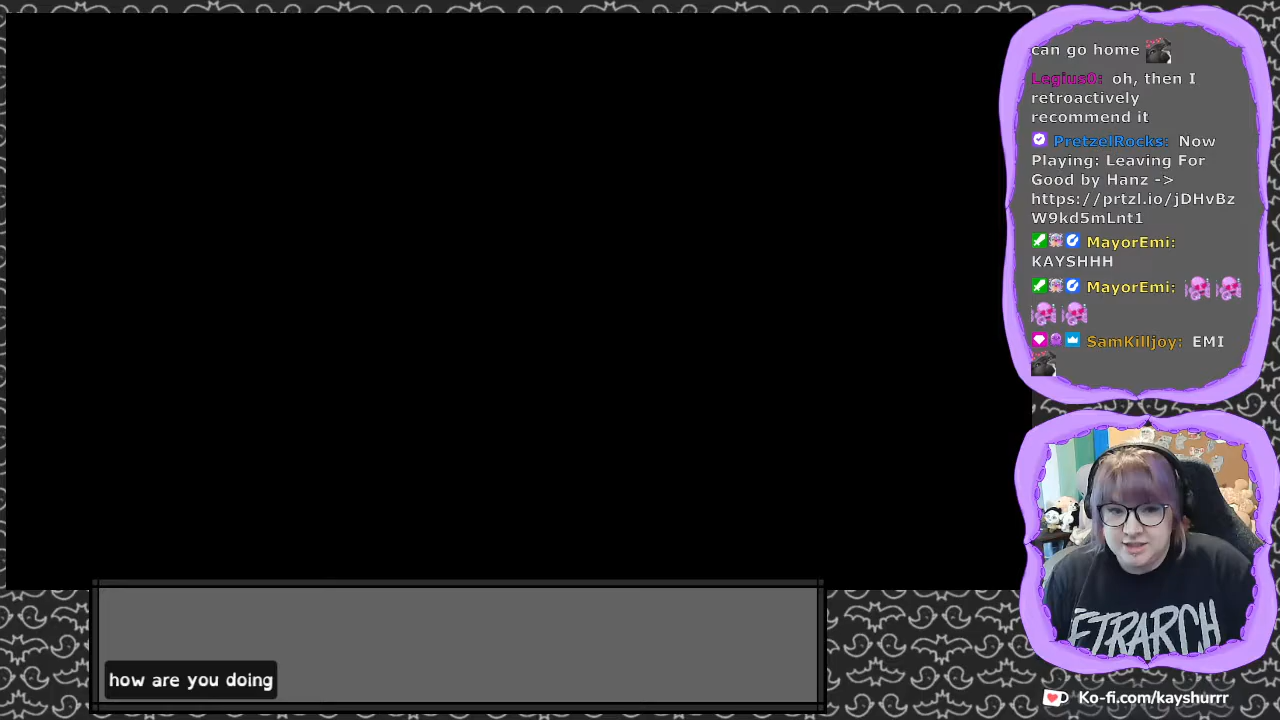 can go home
Legius0: oh, then I
retroactively
recommend it
PretzelRocks: Now
Playing: Leaving For
Good by Hanz ->
https://prtzl.io/jDHvBz
W9kd5mLnt1
MayorEmi:
KAYSHHH
MayorEmi:
SamKilljoy: EMI
ETRARCH
how are you doing
Ko-fi.com/kayshurrr